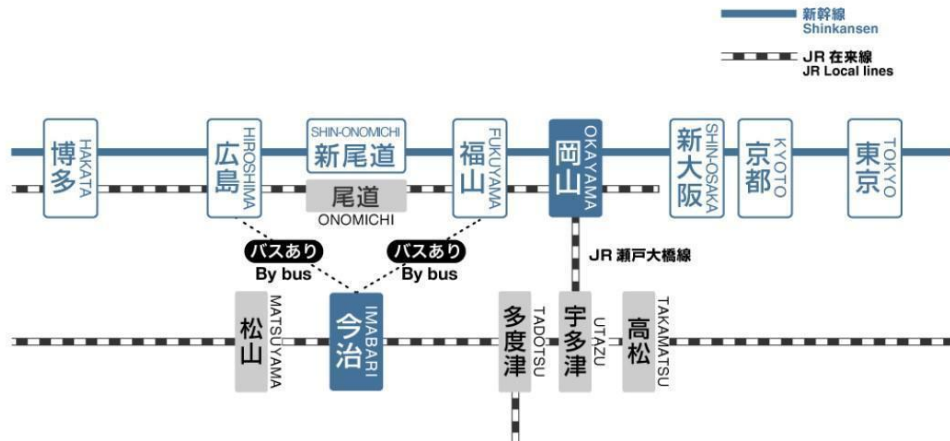 新幹線
Shinkansen
JR 在来線
JR Local lines
博多
HAKATA
広島
HIROSHIMA
SHIN-ONOMICHI
新尾道
尾道
ONOMICHI
福山
FUKUYAMA
岡山
OKAYAMA
新大阪
SHIN-OSAKA
京都
KYOTO
東京
TOKYO
バスあり
By bus
バスあり
By bus
JR 瀬戸大橋線
松山
MATSUYAMA
今治
IMABARI
多度津
TADOTSU
宇多津
UTAZU
高松
TAKAMATSU